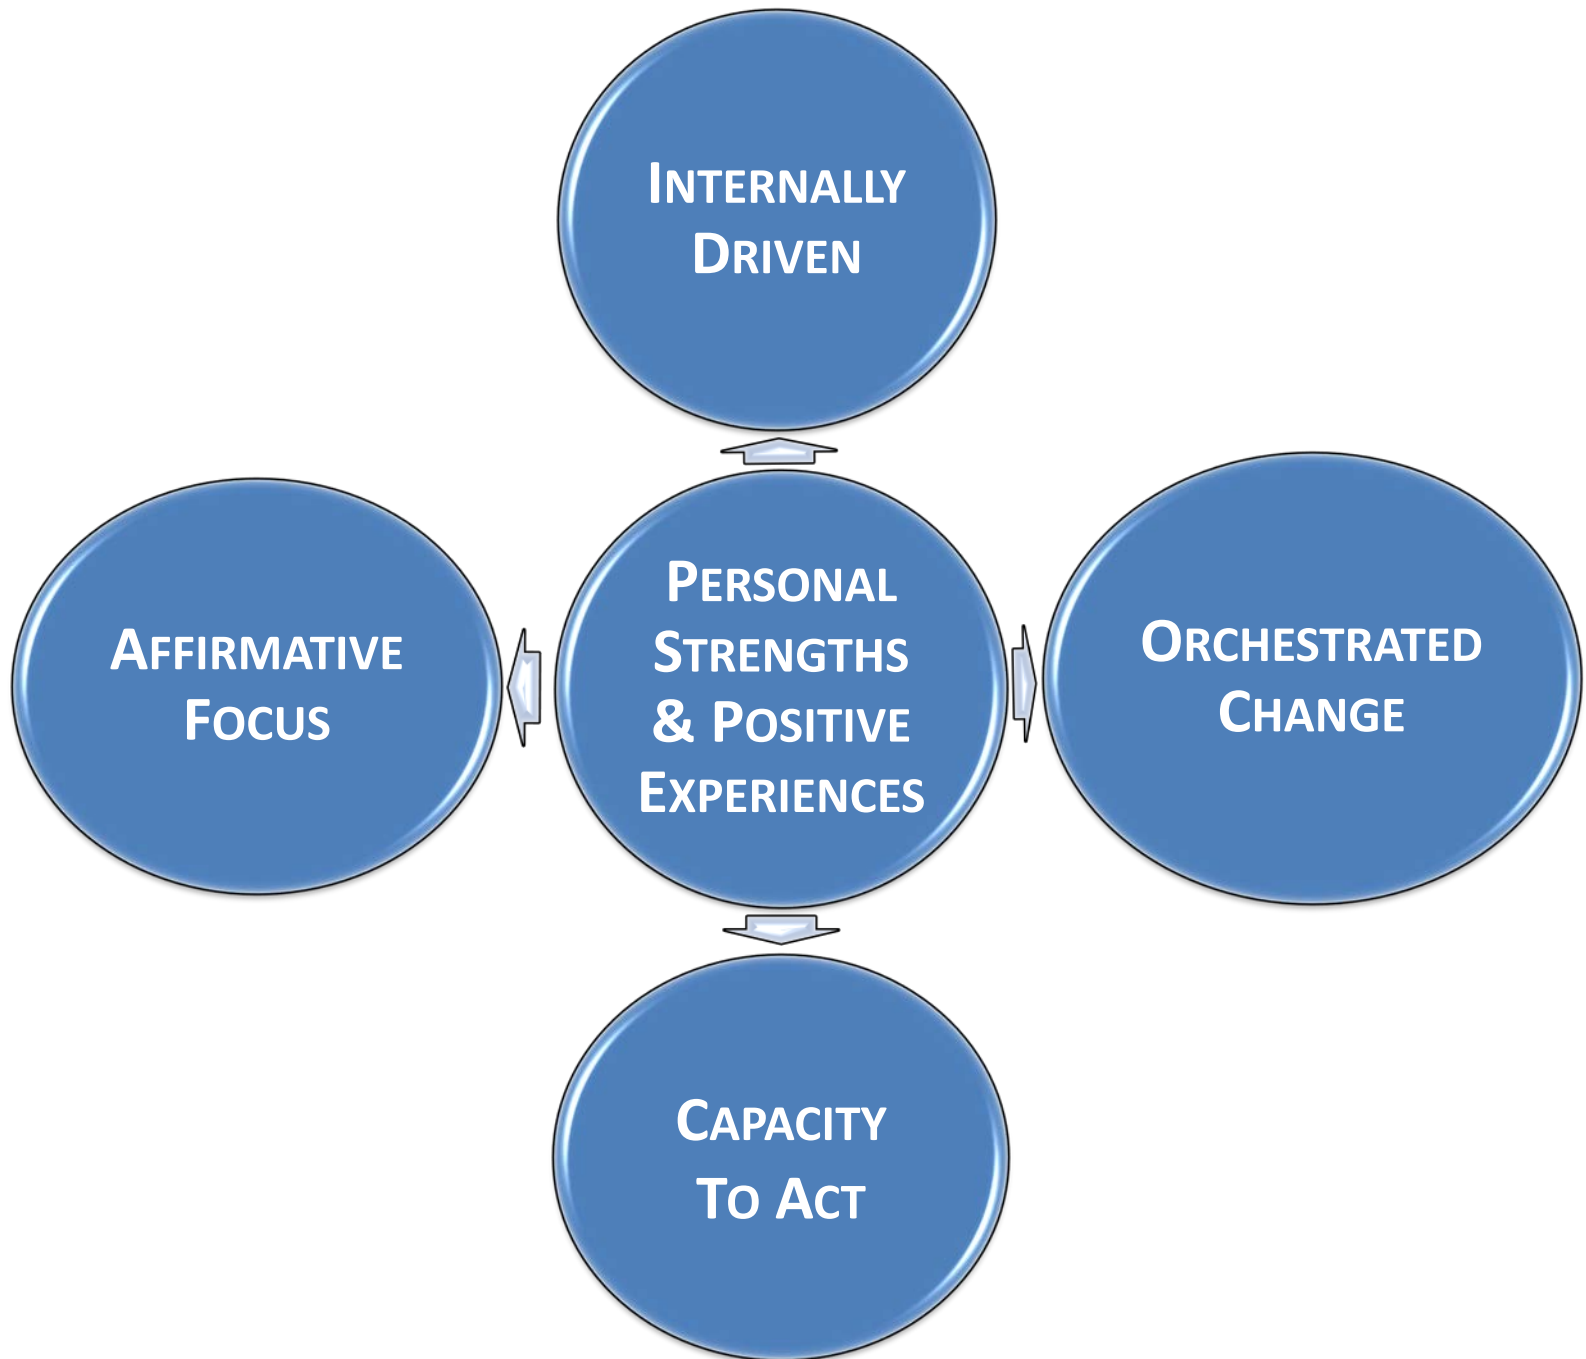 INTERNALLY
DRIVEN
AFFIRMATIVE
FOCUS
PERSONAL
STRENGTHS
& POSITIVE
EXPERIENCES
ORCHESTRATED
CHANGE
CAPACITY
TO ACT